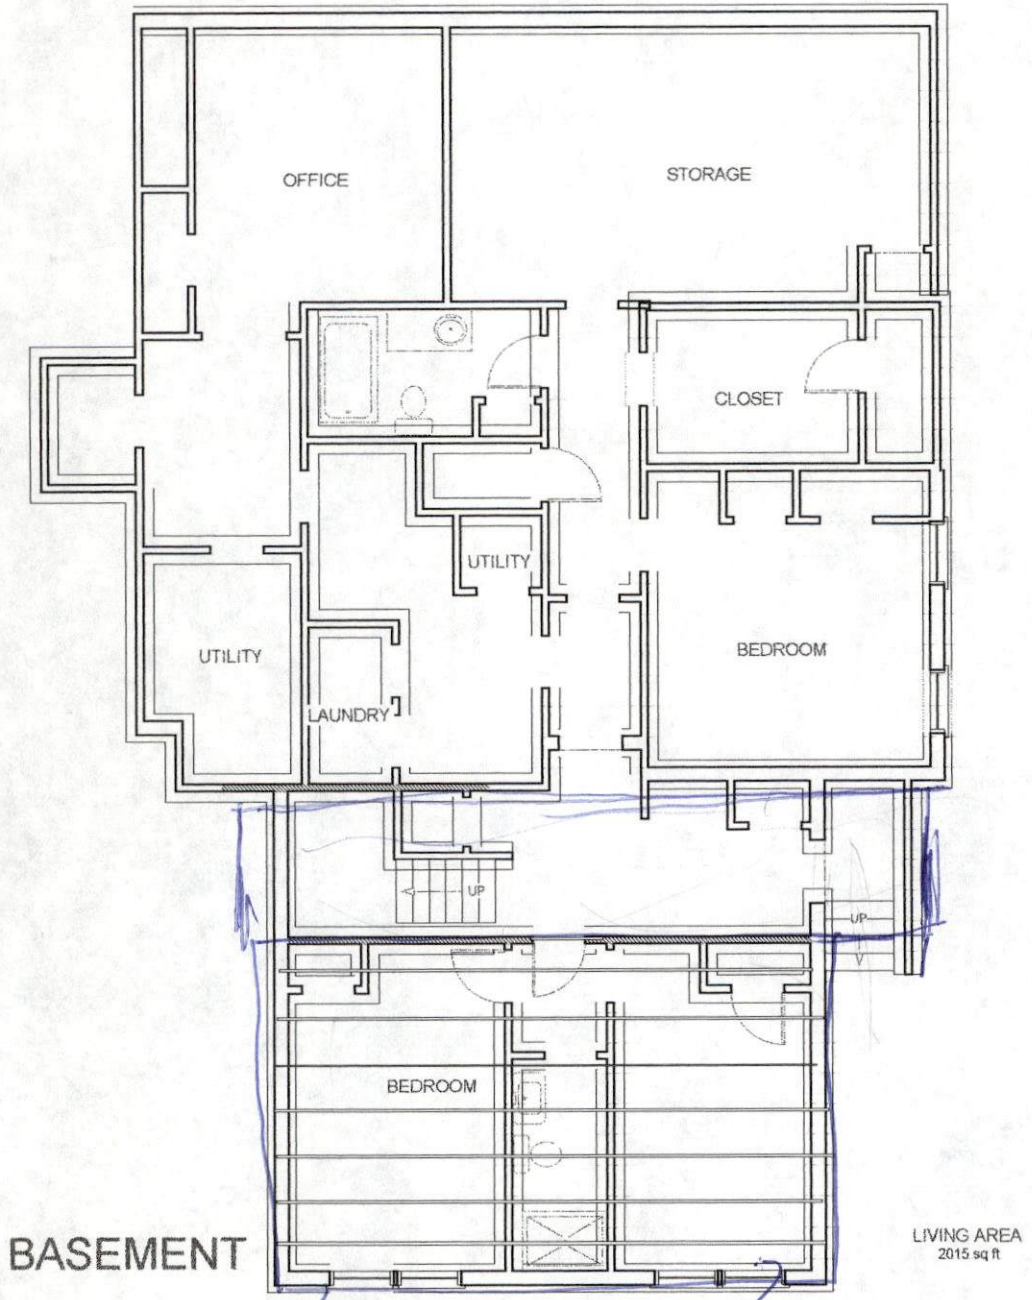 OFFICE
STORAGE
CLOSET
UTILITY
BEDROOM
UTILITY
LAUNDRY
UP
UP
BEDROOM
BASEMENT
LIVING AREA
2015 sq ft